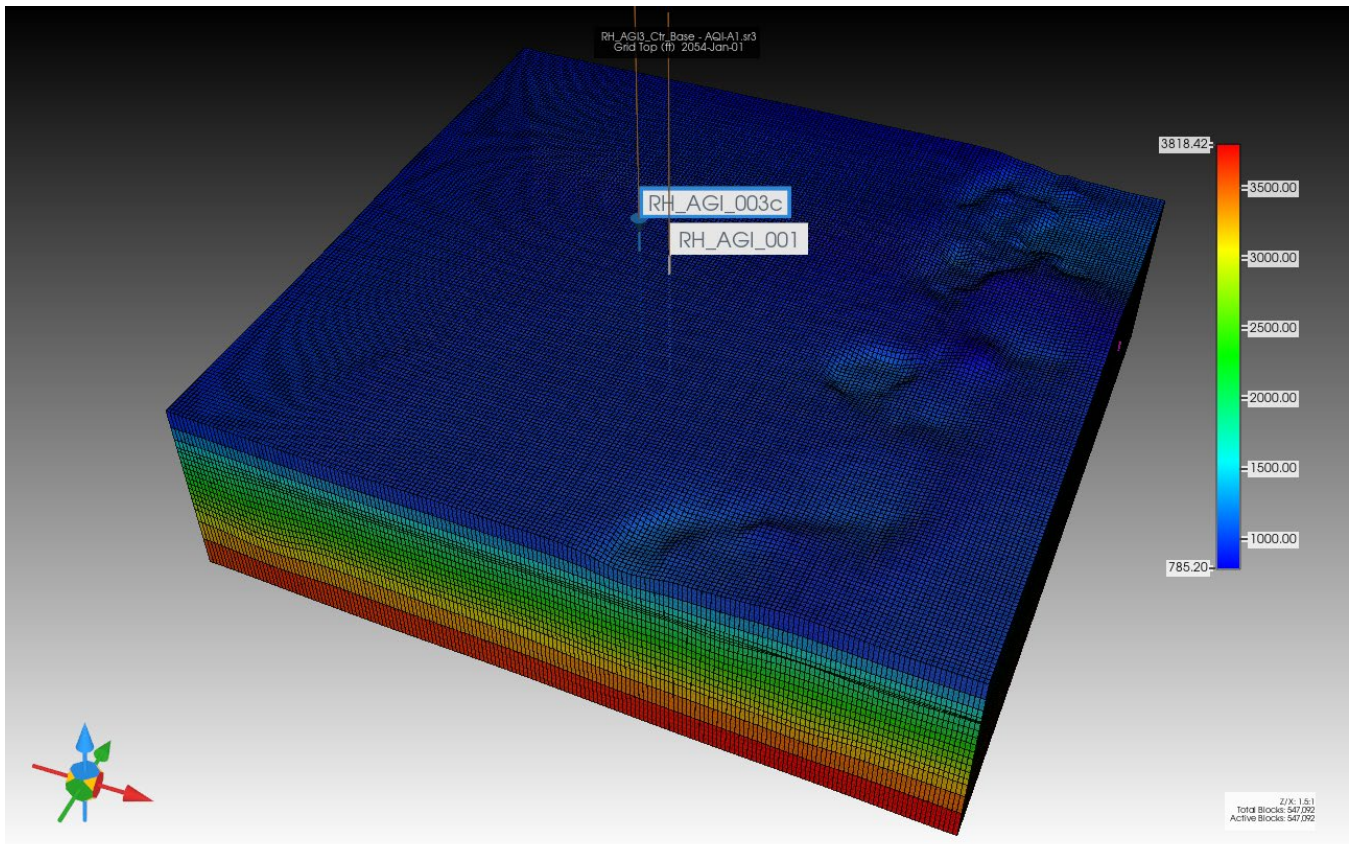 RH_AGI3_Ctr_Base - AQI-A1.sr3
Grid Top (ft) 2054-Jan-01
RH_AGI_003c
RH_AGI_001
3818.42
3500.00
3000.00
2500.00
2000.00
1500.00
1000.00
785.20
Z/X: 1.5:1
Total Blocks: 547,092
Active Blocks: 547,092